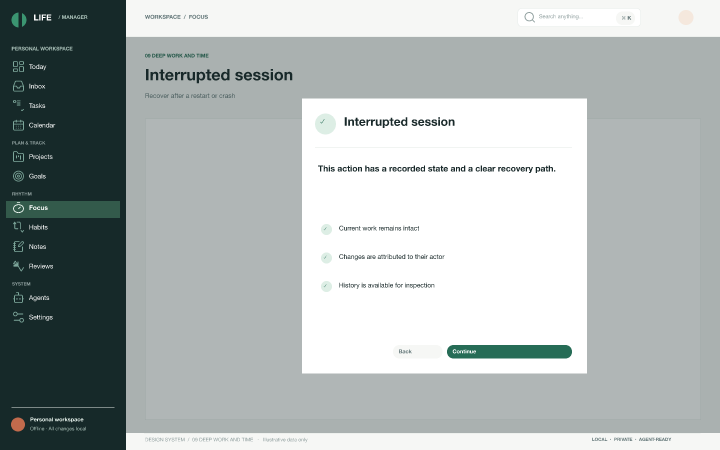 LIFE / MANAGER
PERSONAL WORKSPACE
Today
Inbox
Tasks
Calendar
PLAN & TRACK
Projects
Goals
RHYTHM
Focus
Habits
Notes
Reviews
SYSTEM
Agents
Settings
Personal workspace
Offline · All changes local
WORKSPACE / FOCUS
Search anything...
⌘ K
09 DEEP WORK AND TIME
Interrupted session
Recover after a restart or crash
Interrupted session
This action has a recorded state and a clear recovery path.
Current work remains intact
Changes are attributed to their actor
History is available for inspection
Back
Continue
DESIGN SYSTEM / 09 DEEP WORK AND TIME · Illustrative data only
LOCAL · PRIVATE · AGENT-READY